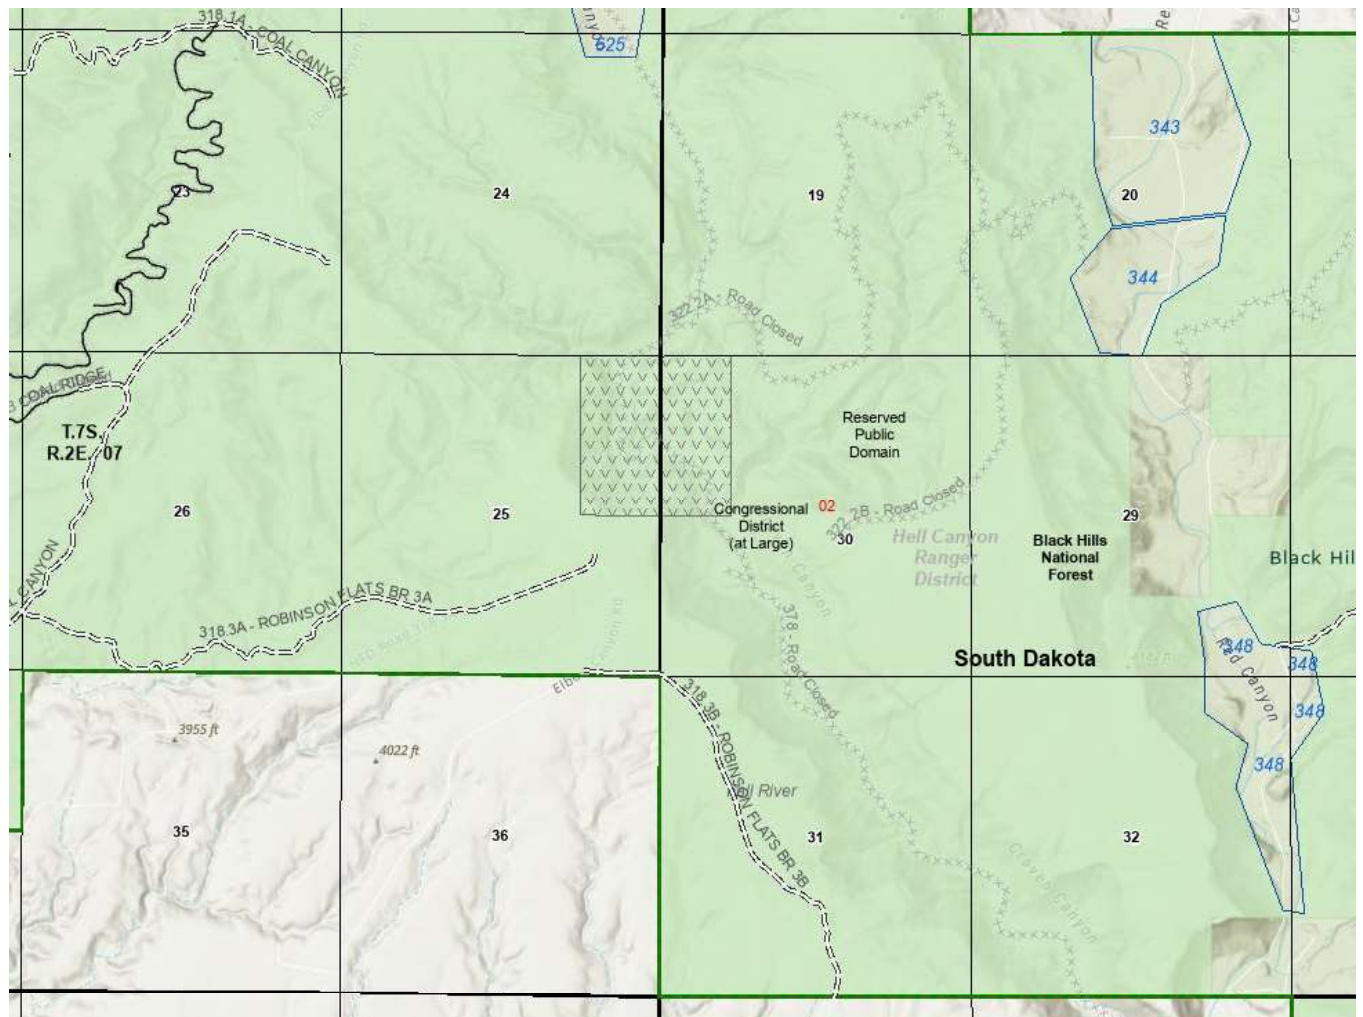 318.1A - COAL CANYON
625
343
23
24
19
20
344
322.2A - Road Closed
COAL RIDGE
T.7S.
R.2E. 07
Reserved
Public
Domain
26
25
Congressional
District
(at Large)
02
322.2B - Road Closed
30
29
Hell Canyon
Ranger
District
Black Hills
National
Forest
Black Hil
CANYON
318.3A - ROBINSON FLATS BR 3A
378 - Road Closed
South Dakota
348
348
Red Canyon
348
348
318.3B - ROBINSON FLATS BR 3B
3955 ft
4022 ft
River
35
36
31
32
Craven Canyon